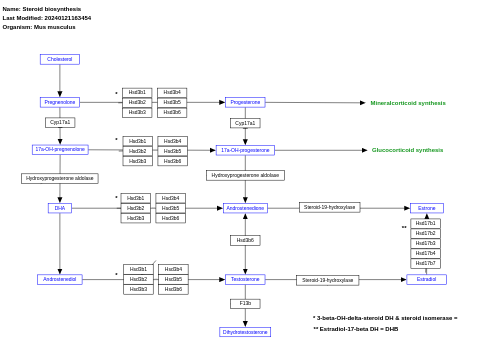 Name: Steroid biosynthesis
Last Modified: 20240121163454
Organism: Mus musculus
Cholesterol
* Hsd3b1 Hsd3b4
Pregnenolone Hsd3b2 Hsd3b5 Progesterone Mineralcorticoid synthesis
Hsd3b3 Hsd3b6
Cyp17a1 Cyp17a1
* Hsd3b1 Hsd3b4
17a-OH-pregnenolone Hsd3b2 Hsd3b5 17a-OH-progesterone Glucocorticoid synthesis
Hsd3b3 Hsd3b6
Hydroxyprogesterone aldolase Hydroxyprogesterone aldolase
* Hsd3b1 Hsd3b4
DHA Hsd3b2 Hsd3b5 Androstenedione Steroid-19-hydroxylase Estrone
Hsd3b3 Hsd3b6
** Hsd17b1
Hsd17b2
Hsd3b6 Hsd17b3
Hsd17b4
Hsd17b7
* Hsd3b1 Hsd3b4
Androstenediol Hsd3b2 Hsd3b5 Testosterone Steroid-19-hydroxylase Estradiol
Hsd3b3 Hsd3b6
F13b
* 3-beta-OH-delta-steroid DH & steroid isomerase =
** Estradiol-17-beta DH = DHB
Dihydrotestosterone